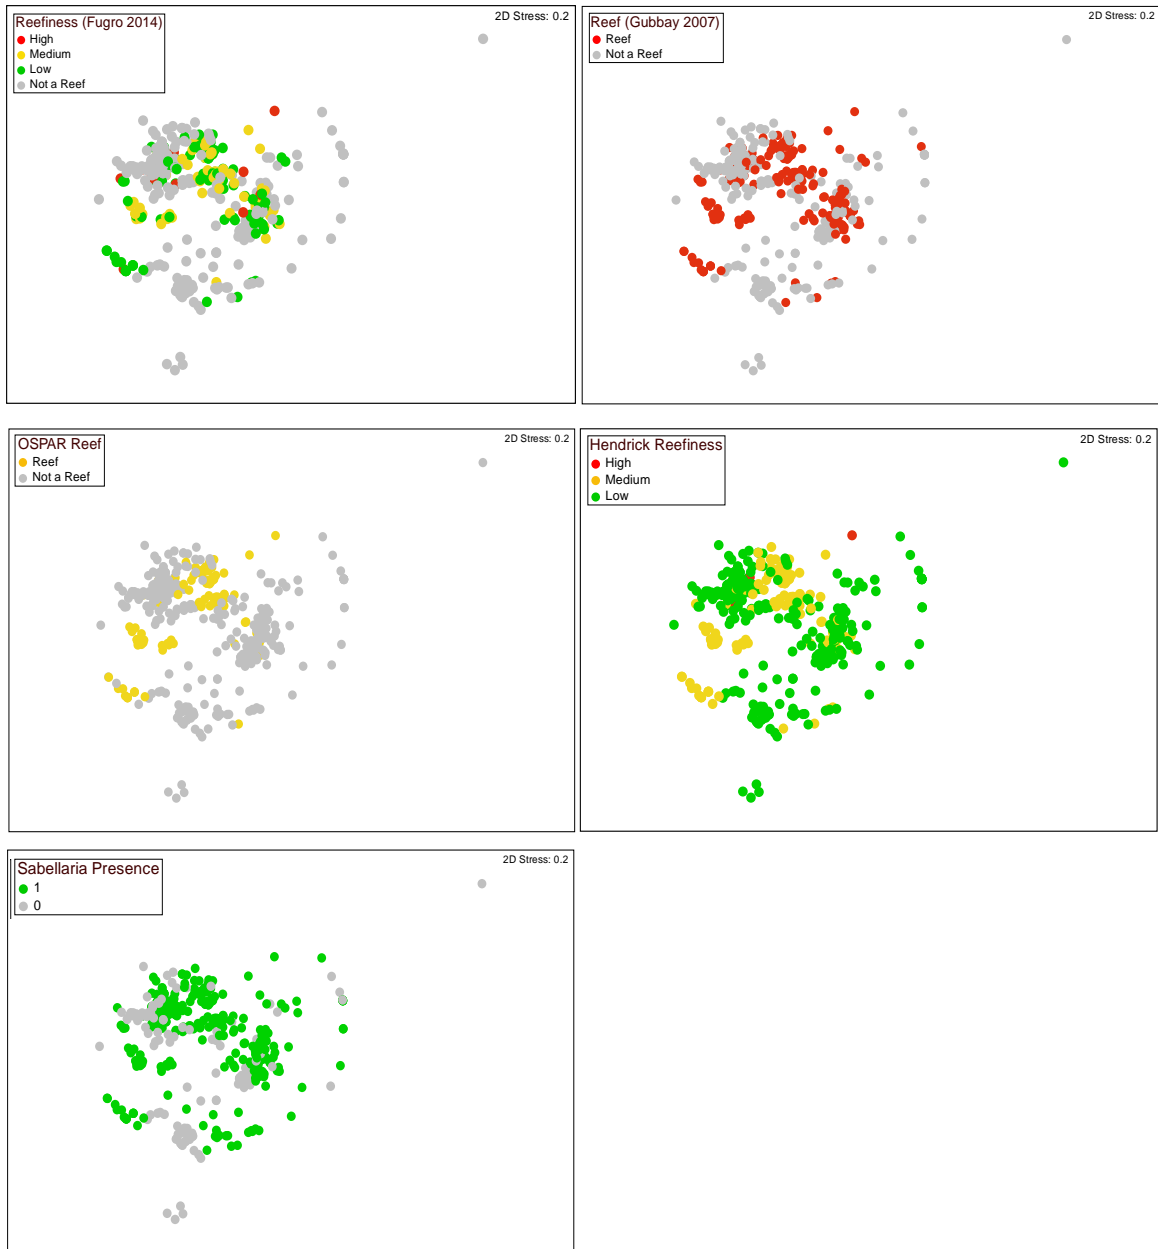 Reefiness (Fugro 2014)
High
Medium
Low
Not a Reef
2D Stress: 0.2
Reef (Gubbay 2007)
Reef
Not a Reef
2D Stress: 0.2
OSPAR Reef
Reef
Not a Reef
2D Stress: 0.2
Hendrick Reefiness
High
Medium
Low
2D Stress: 0.2
Sabellaria Presence
1
0
2D Stress: 0.2